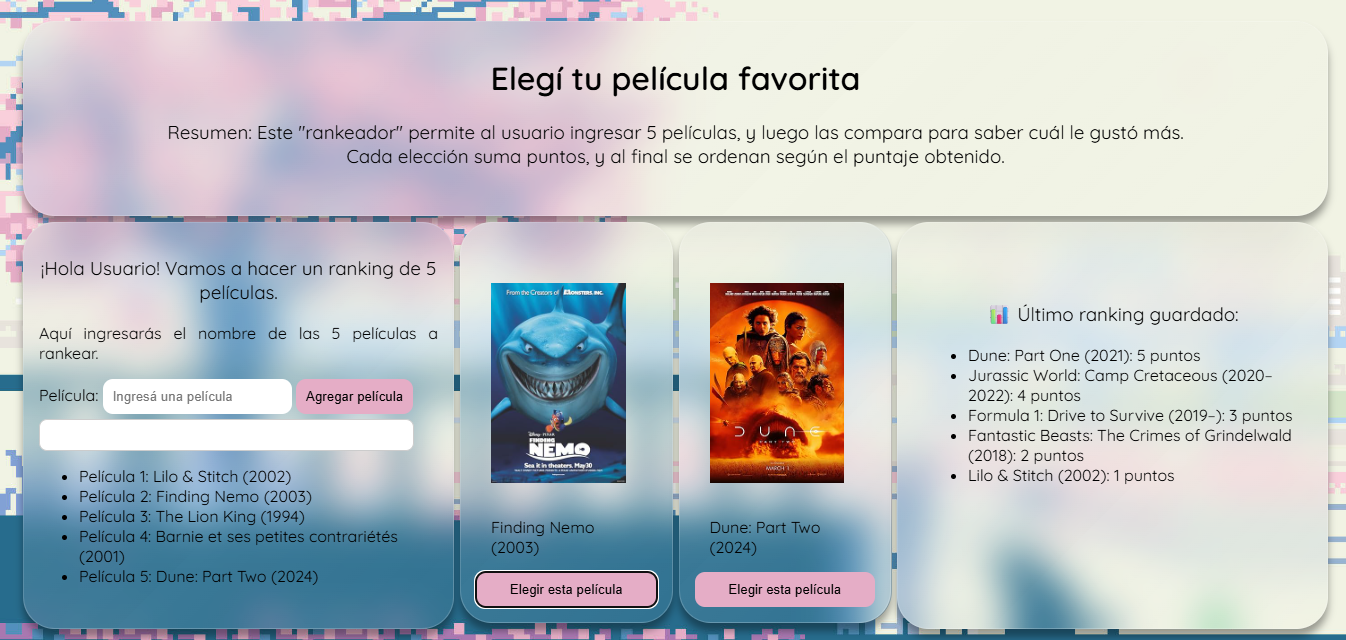 Elegí tu película favorita
Resumen: Este "rankeador" permite al usuario ingresar 5 películas, y luego las compara para saber cuál le gustó más.
Cada elección suma puntos, y al final se ordenan según el puntaje obtenido.
¡Hola Usuario! Vamos a hacer un ranking de 5
películas.
Aquí ingresarás el nombre de las 5 películas a
rankear.
Película: Ingresá una película Agregar película
Película 1: Lilo & Stitch (2002)
Película 2: Finding Nemo (2003)
Película 3: The Lion King (1994)
Película 4: Barnie et ses petites contrariétés
(2001)
Película 5: Dune: Part Two (2024)
From the Creators of MONSTERS, INC.
DISNEY · PIXAR
FINDING
NEMO
Sea it in theaters. May 30
Finding Nemo
(2003)
Elegir esta película
DUNE
PART TWO
MARCH 1
Dune: Part Two
(2024)
Elegir esta película
📊 Último ranking guardado:
Dune: Part One (2021): 5 puntos
Jurassic World: Camp Cretaceous (2020–
2022): 4 puntos
Formula 1: Drive to Survive (2019–): 3 puntos
Fantastic Beasts: The Crimes of Grindelwald
(2018): 2 puntos
Lilo & Stitch (2002): 1 puntos